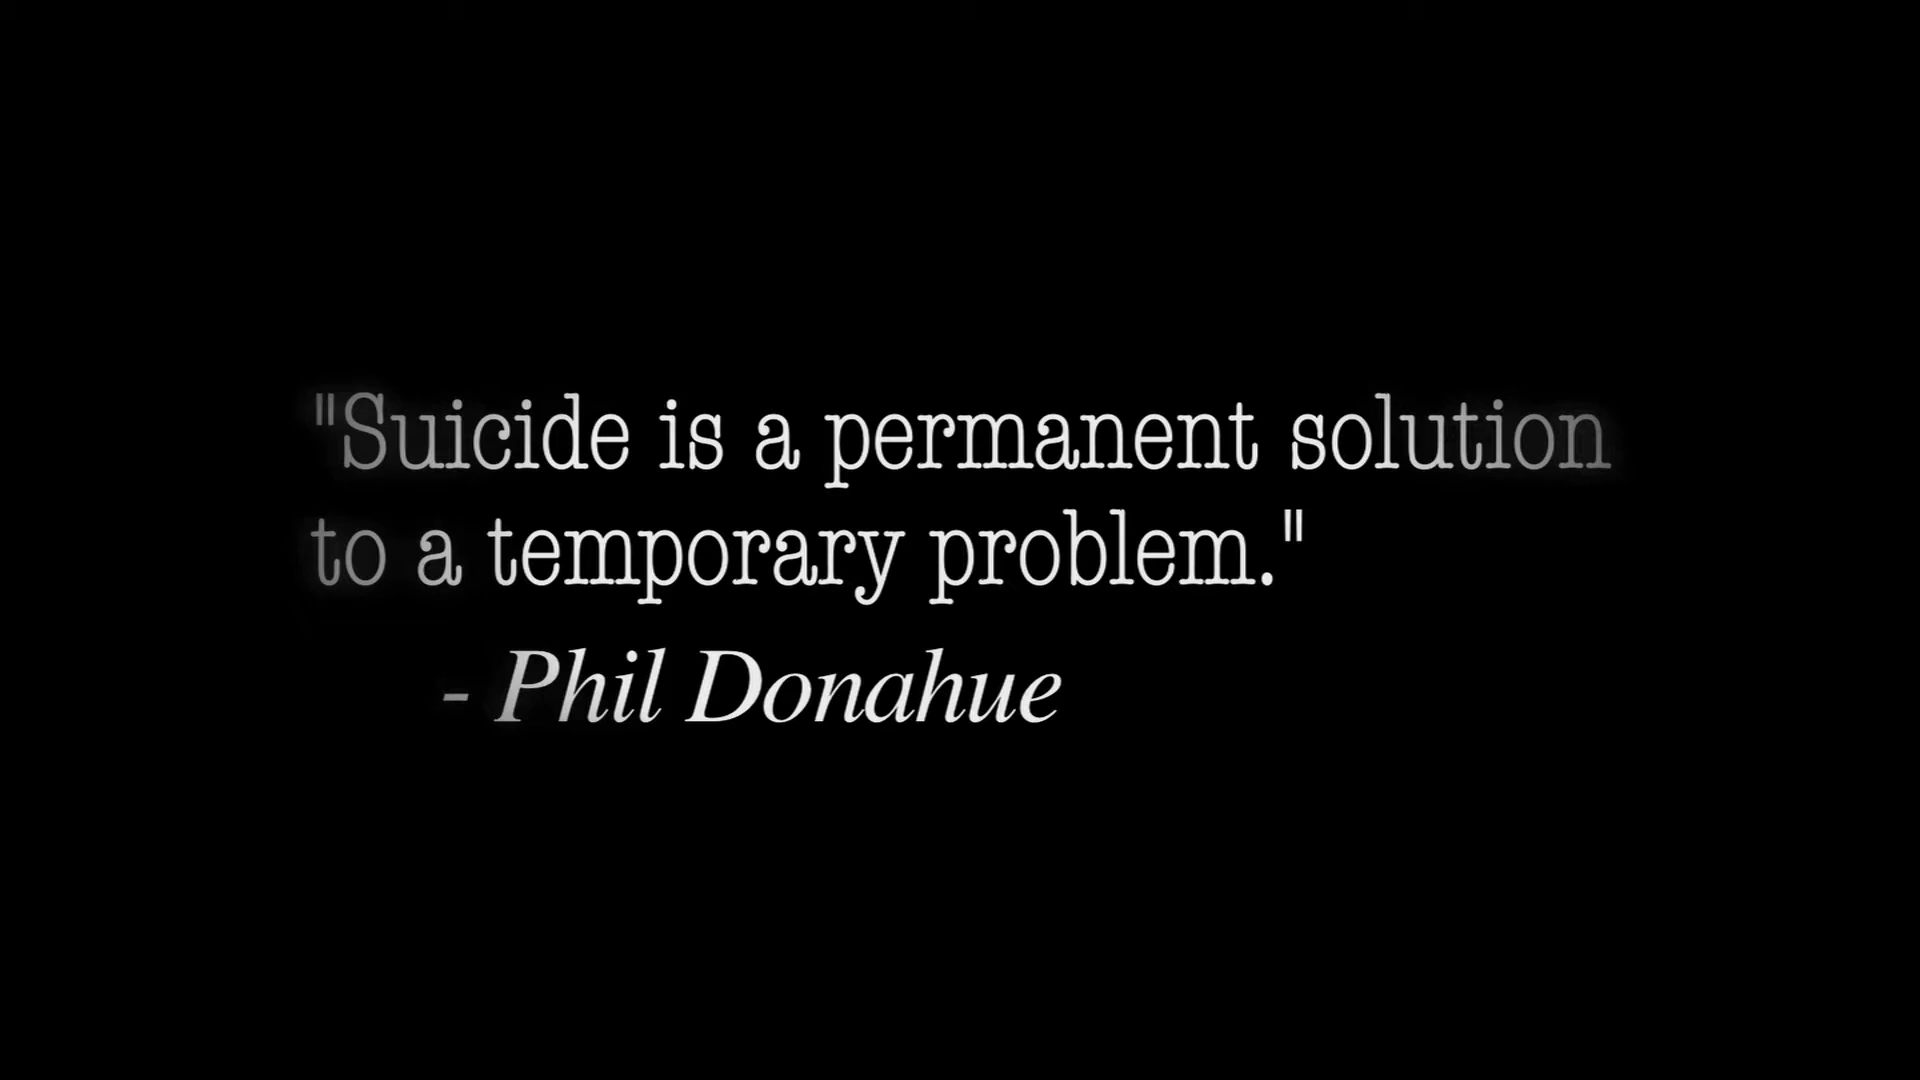 "Suicide is a permanent solution
to a temporary problem."
- Phil Donahue